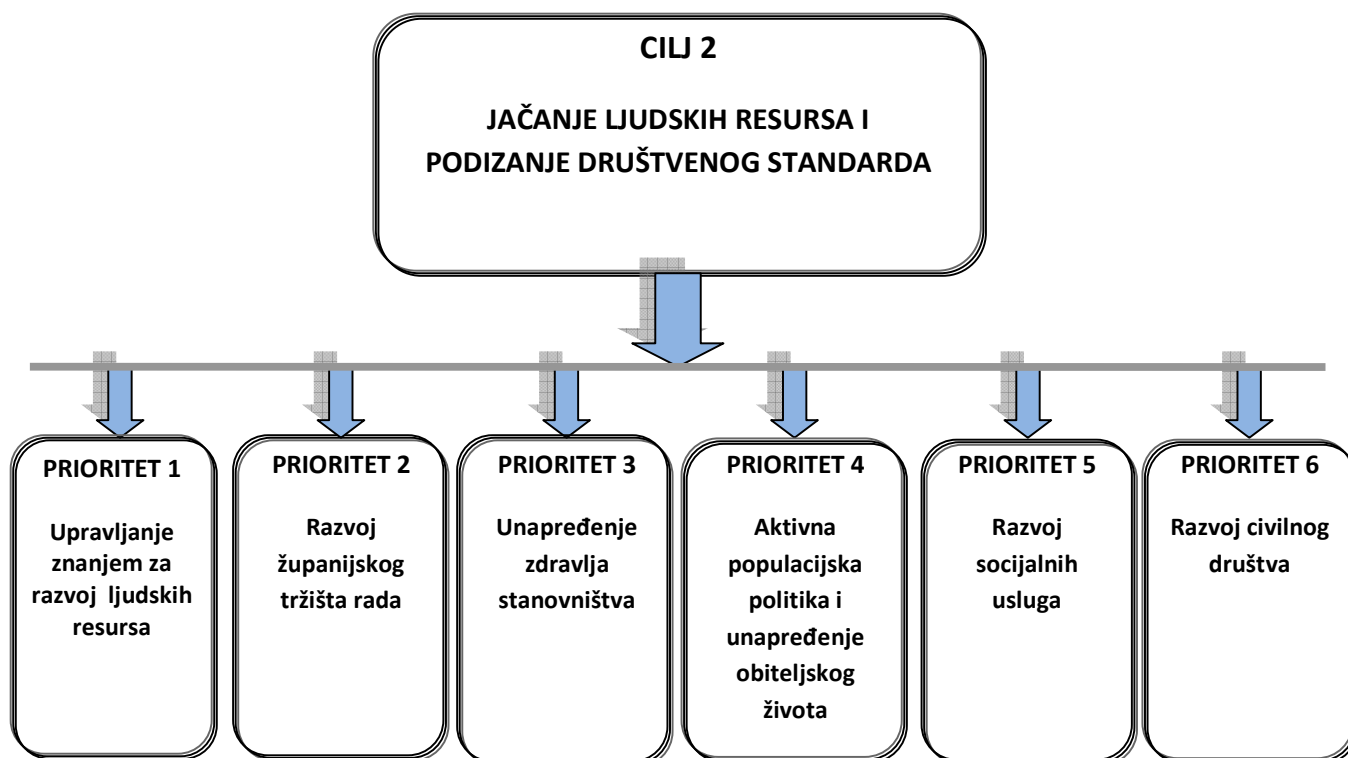 CILJ 2
JAČANJE LJUDSKIH RESURSA I
PODIZANJE DRUŠTVENOG STANDARDA
PRIORITET 1
Upravljanje
znanjem za
razvoj ljudskih
resursa
PRIORITET 2
Razvoj
županijskog
tržišta rada
PRIORITET 3
Unapređenje
zdravlja
stanovništva
PRIORITET 4
Aktivna
populacijska
politika i
unapređenje
obiteljskog
života
PRIORITET 5
Razvoj
socijalnih
usluga
PRIORITET 6
Razvoj civilnog
društva